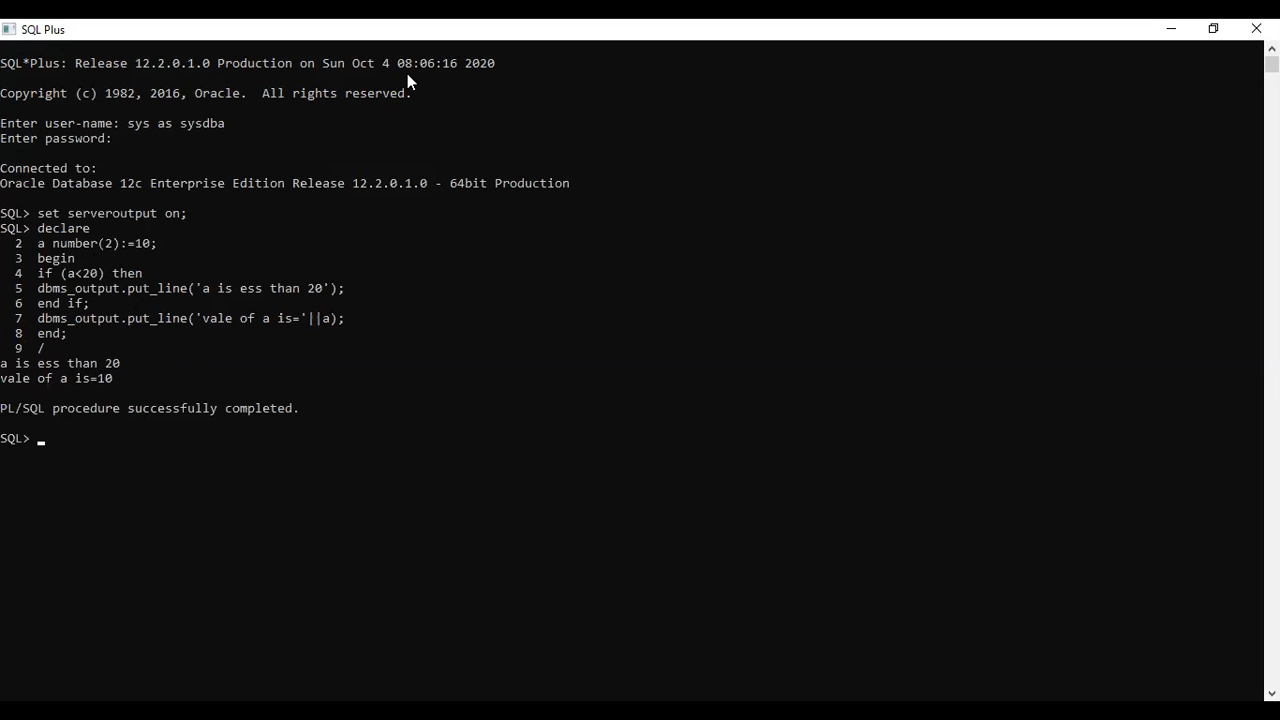 SQL Plus
SQL*Plus: Release 12.2.0.1.0 Production on Sun Oct 4 08:06:16 2020
Copyright (c) 1982, 2016, Oracle.  All rights reserved.
Enter user-name: sys as sysdba
Enter password:
Connected to:
Oracle Database 12c Enterprise Edition Release 12.2.0.1.0 - 64bit Production
SQL> set serveroutput on;
SQL> declare
  2  a number(2):=10;
  3  begin
  4  if (a<20) then
  5  dbms_output.put_line('a is ess than 20');
  6  end if;
  7  dbms_output.put_line('vale of a is='||a);
  8  end;
  9  /
a is ess than 20
vale of a is=10
PL/SQL procedure successfully completed.
SQL> _